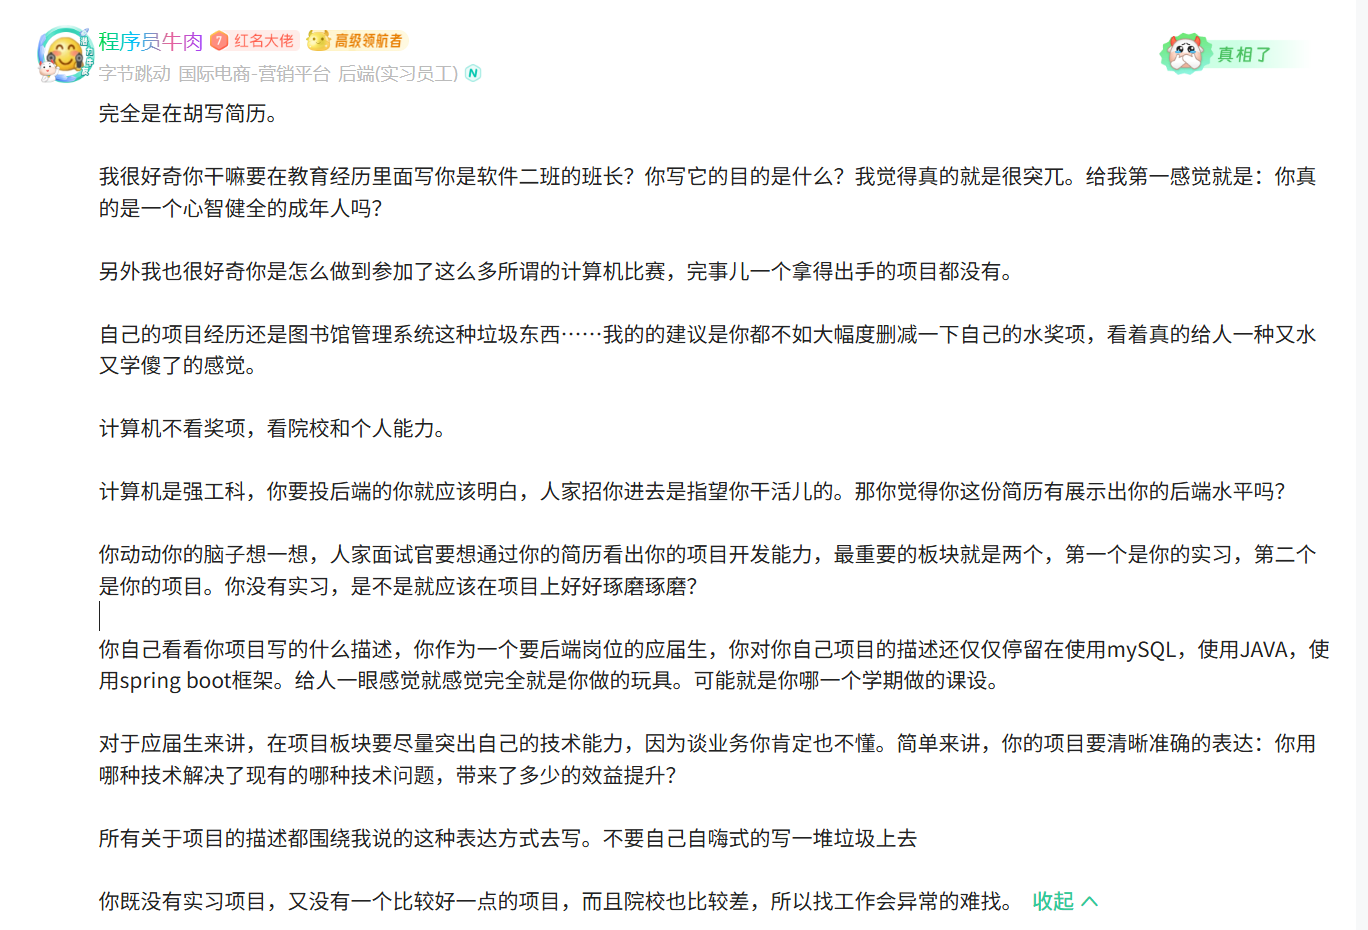 程序员牛肉 7 红名大佬 高级领航者
真相了
字节跳动 国际电商-营销平台 后端(实习员工) N
完全是在胡写简历。
我很好奇你干嘛要在教育经历里面写你是软件二班的班长？你写它的目的是什么？我觉得真的就是很突兀。给我第一感觉就是：你真
的是一个心智健全的成年人吗？
另外我也很好奇你是怎么做到参加了这么多所谓的计算机比赛，完事儿一个拿得出手的项目都没有。
自己的项目经历还是图书馆管理系统这种垃圾东西……我的的建议是你都不如大幅度删减一下自己的水奖项，看着真的给人一种又水
又学傻了的感觉。
计算机不看奖项，看院校和个人能力。
计算机是强工科，你要投后端的你就应该明白，人家招你进去是指望你干活儿的。那你觉得你这份简历有展示出你的后端水平吗？
你动动你的脑子想一想，人家面试官要想通过你的简历看出你的项目开发能力，最重要的板块就是两个，第一个是你的实习，第二个
是你的项目。你没有实习，是不是就应该在项目上好好琢磨琢磨？
你自己看看你项目写的什么描述，你作为一个要后端岗位的应届生，你对你自己项目的描述还仅仅停留在使用mySQL，使用JAVA，使
用spring boot框架。给人一眼感觉就感觉完全就是你做的玩具。可能就是你哪一个学期做的课设。
对于应届生来讲，在项目板块要尽量突出自己的技术能力，因为谈业务你肯定也不懂。简单来讲，你的项目要清晰准确的表达：你用
哪种技术解决了现有的哪种技术问题，带来了多少的效益提升？
所有关于项目的描述都围绕我说的这种表达方式去写。不要自己自嗨式的写一堆垃圾上去
你既没有实习项目，又没有一个比较好一点的项目，而且院校也比较差，所以找工作会异常的难找。 收起